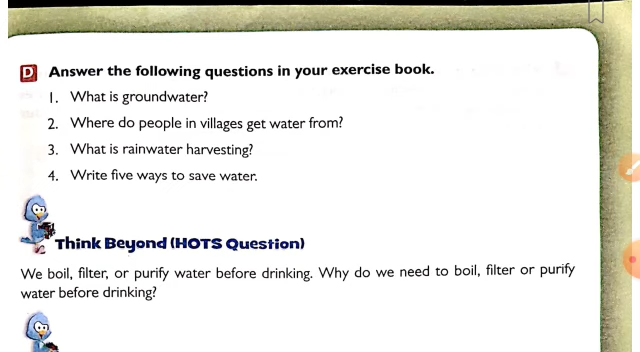 D Answer the following questions in your exercise book.
1. What is groundwater?
2. Where do people in villages get water from?
3. What is rainwater harvesting?
4. Write five ways to save water.
Think Beyond (HOTS Question)
We boil, filter, or purify water before drinking. Why do we need to boil, filter or purify
water before drinking?